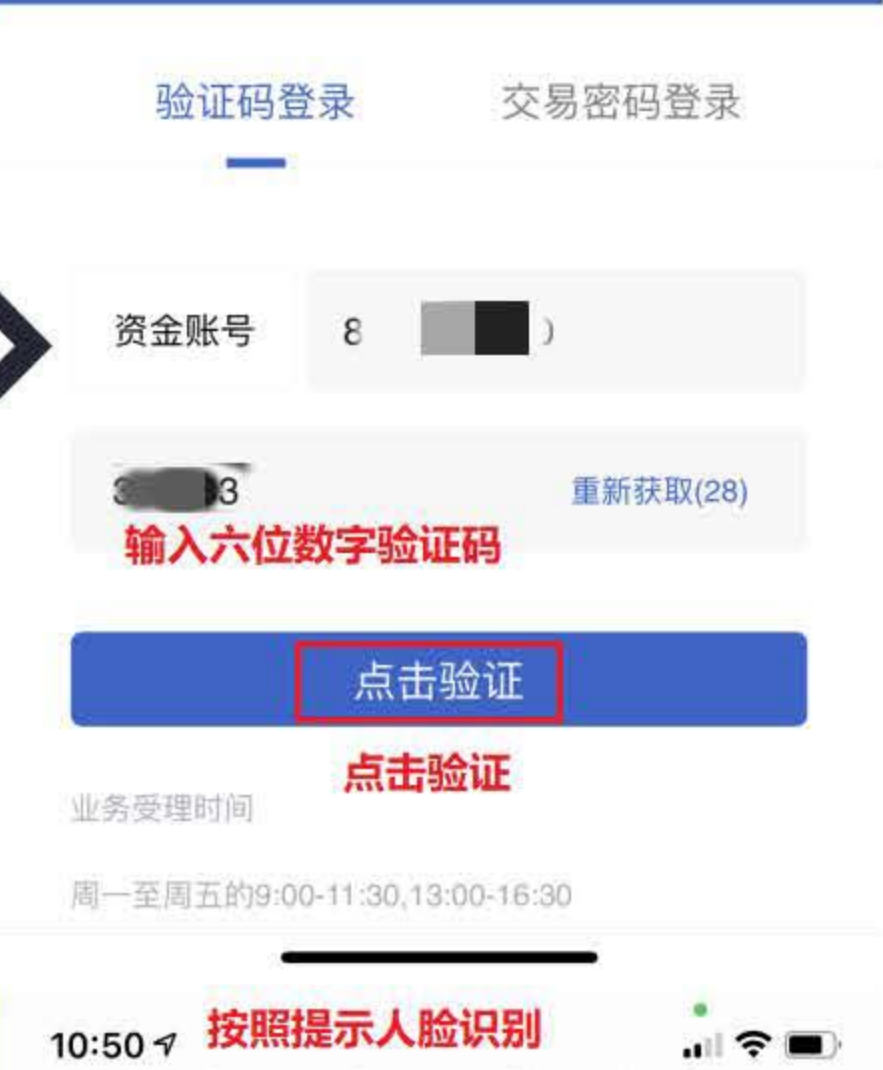 验证码登录 交易密码登录
资金账号 8
3 3 重新获取(28)
输入六位数字验证码
点击验证
点击验证
业务受理时间
周一至周五的9:00-11:30,13:00-16:30
10:50 按照提示人脸识别